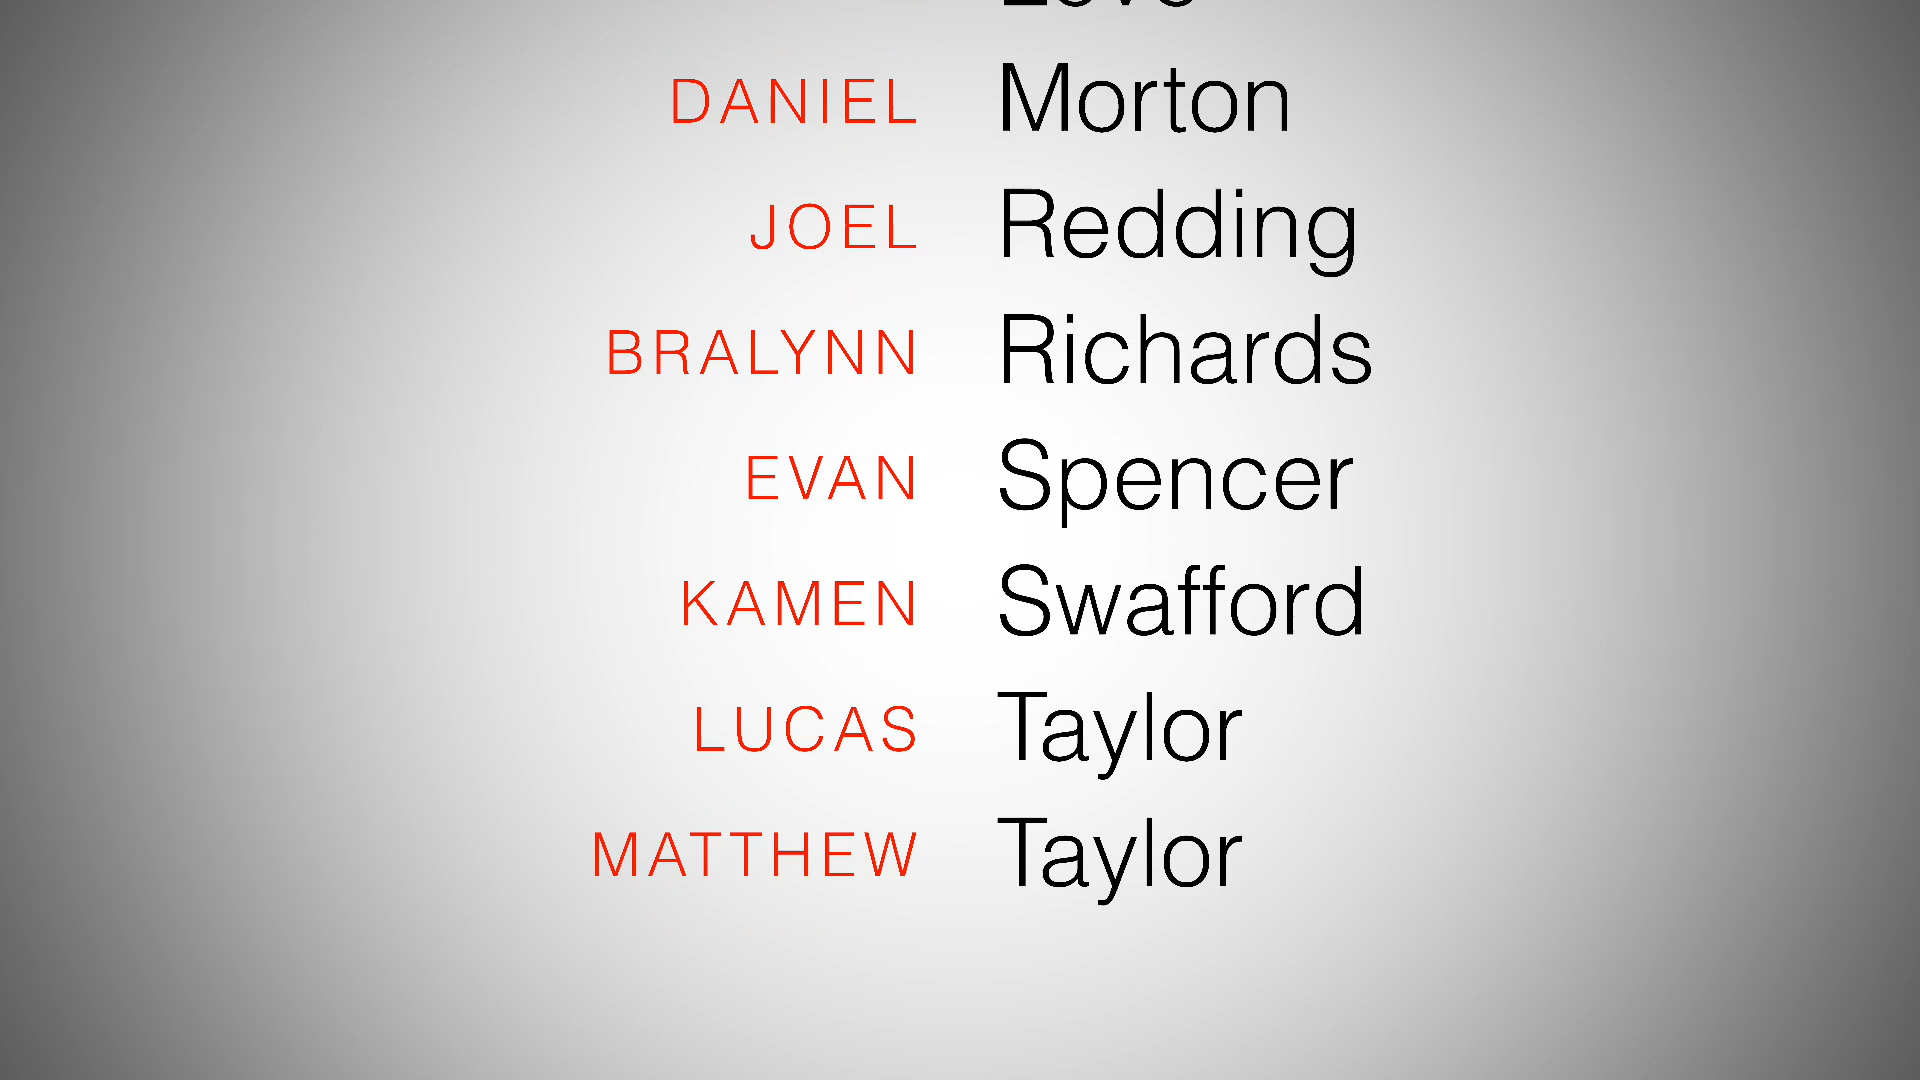 DANIEL Morton
JOEL Redding
BRALYNN Richards
EVAN Spencer
KAMEN Swafford
LUCAS Taylor
MATTHEW Taylor